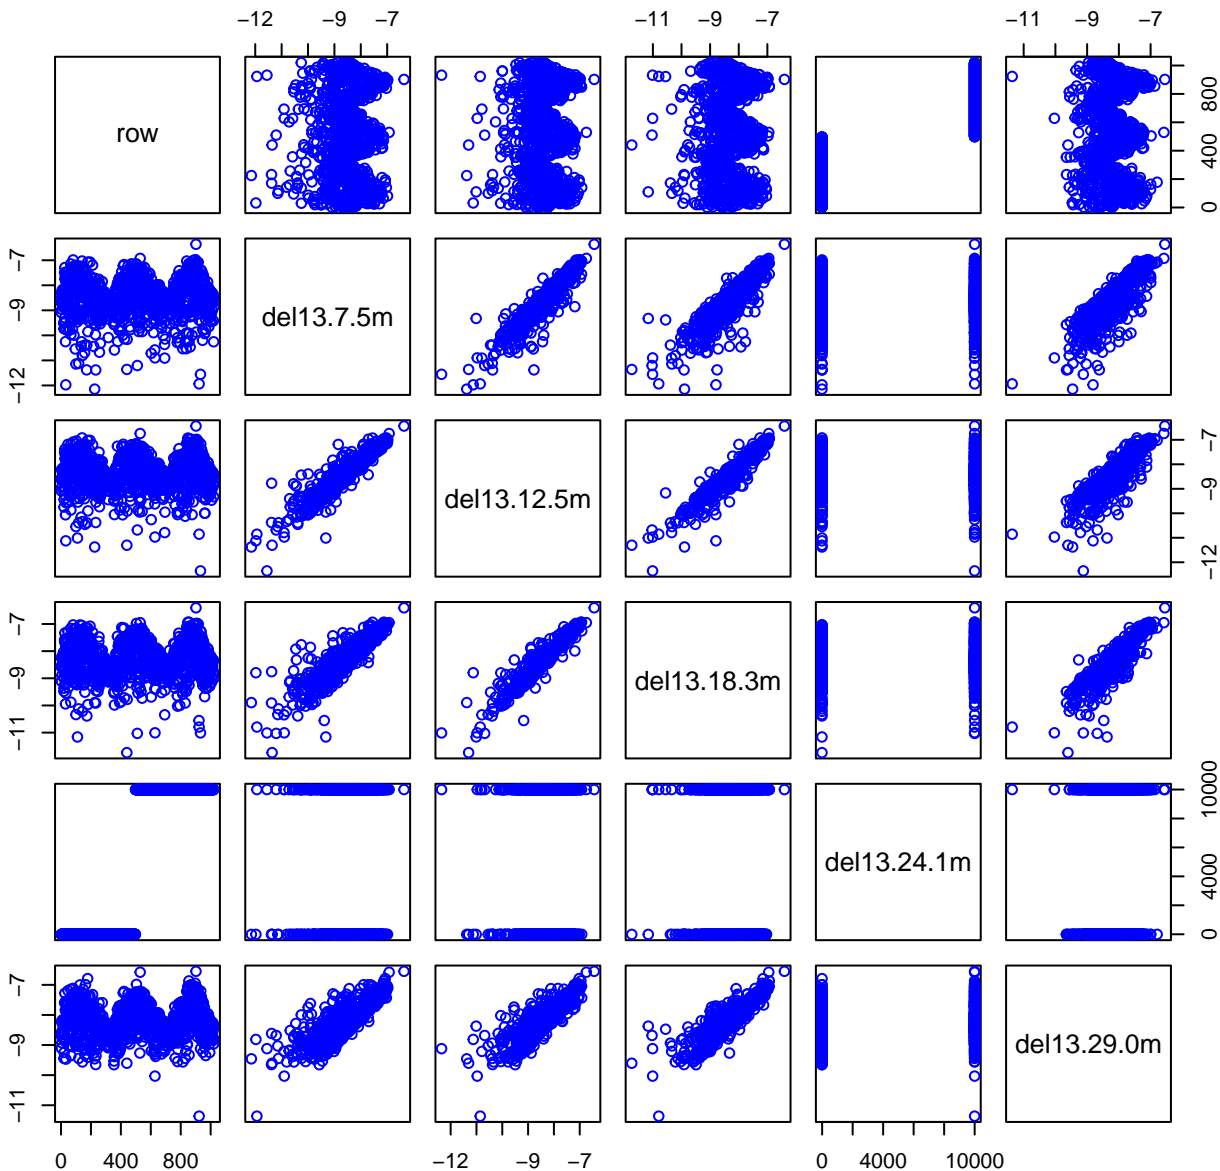 −12 −9 −7 −11 −9 −7 −11 −9 −7
row
0 400 800
−12 −9 −7
del13.7.5m
del13.12.5m
−12 −9 −7
−11 −9 −7
del13.18.3m
del13.24.1m
0 4000 10000
−11 −9 −7
del13.29.0m
0 400 800 −12 −9 −7 0 4000 10000